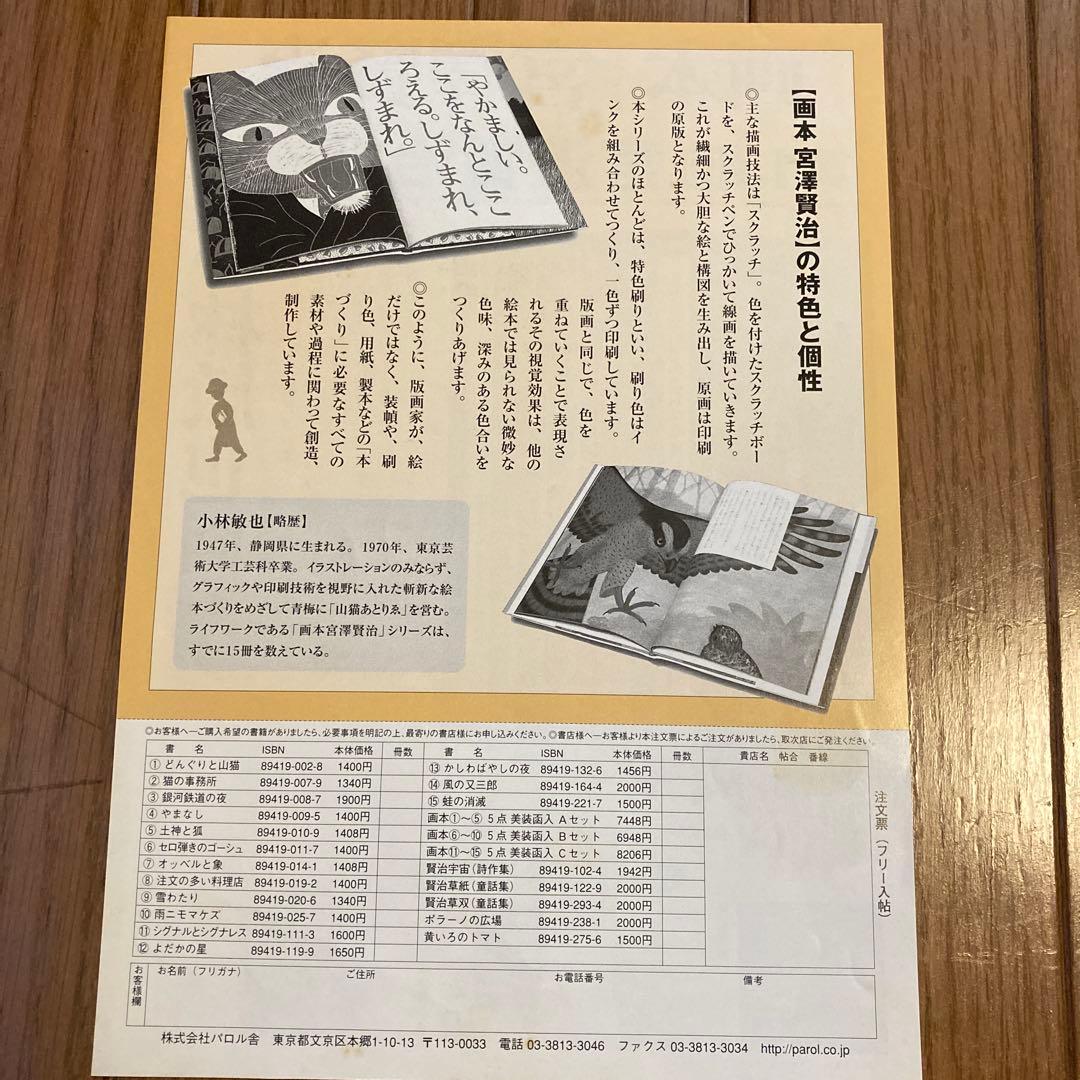 【画本 宮澤賢治】の特色と個性
◎主な描画技法は「スクラッチ」。色を付けたスクラッチボー
ドを、スクラッチペンでひっかいて線画を描いていきます。
これが繊細かつ大胆な絵と構図を生み出し、原画は印刷
の原版となります。
◎本シリーズのほとんどは、特色刷りといい、刷り色はイ
ンクを組み合わせてつくり、一色ずつ印刷しています。
版画と同じで、色を
重ねていくことで表現さ
れるその視覚効果は、他の
絵本では見られない微妙な
色味、深みのある色合いを
つくりあげます。
◎このように、版画家が、絵
だけではなく、装幀や、刷
り色、用紙、製本などの「本
づくり」に必要なすべての
素材や過程に関わって創造、
制作しています。
「やかましい。
ここをなんとここ
ろえる。しずまれ、
しずまれ。」
小林敏也【略歴】
1947年、静岡県に生まれる。1970年、東京芸
術大学工芸科卒業。イラストレーションのみならず、
グラフィックや印刷技術を視野に入れた斬新な絵
本づくりをめざして青梅に「山猫あとりゑ」を営む。
ライフワークである「画本宮澤賢治」シリーズは、
すでに15冊を数えている。
◎お客様へーご購入希望の書籍がありましたら、必要事項を明記の上、最寄りの書店様にお申し込みください。◎書店様へーお客様より本注文票によるご注文がありましたら、取次店にご発注ください。
書 名 ISBN 本体価格 冊数
① どんぐりと山猫 89419-002-8 1400円
② 猫の事務所 89419-007-9 1340円
③ 銀河鉄道の夜 89419-008-7 1900円
④ やまなし 89419-009-5 1400円
⑤ 土神と狐 89419-010-9 1408円
⑥ セロ弾きのゴーシュ 89419-011-7 1400円
⑦ オッベルと象 89419-014-1 1408円
⑧ 注文の多い料理店 89419-019-2 1400円
⑨ 雪わたり 89419-020-6 1340円
⑩ 雨ニモマケズ 89419-025-7 1400円
⑪ シグナルとシグナレス 89419-111-3 1600円
⑫ よだかの星 89419-119-9 1650円
書 名 ISBN 本体価格 冊数
⑬ かしわばやしの夜 89419-132-6 1456円
⑭ 風の又三郎 89419-164-4 2000円
⑮ 蛙の消滅 89419-221-7 1500円
画本①〜⑤ 5点 美装函入 Aセット 7448円
画本⑥〜⑩ 5点 美装函入 Bセット 6948円
画本⑪〜⑮ 5点 美装函入 Cセット 8206円
賢治宇宙(詩作集) 89419-102-4 1942円
賢治草紙(童話集) 89419-122-9 2000円
賢治草双(童話集) 89419-293-4 2000円
ポラーノの広場 89419-238-1 2000円
黄いろのトマト 89419-275-6 1500円
貴店名 帖合 番線
注文票(フリー入帖)
お客様欄
お名前(フリガナ) ご住所 お電話番号 備考
株式会社パロル舎 東京都文京区本郷1-10-13 〒113-0033 電話 03-3813-3046 ファクス 03-3813-3034 http://parol.co.jp